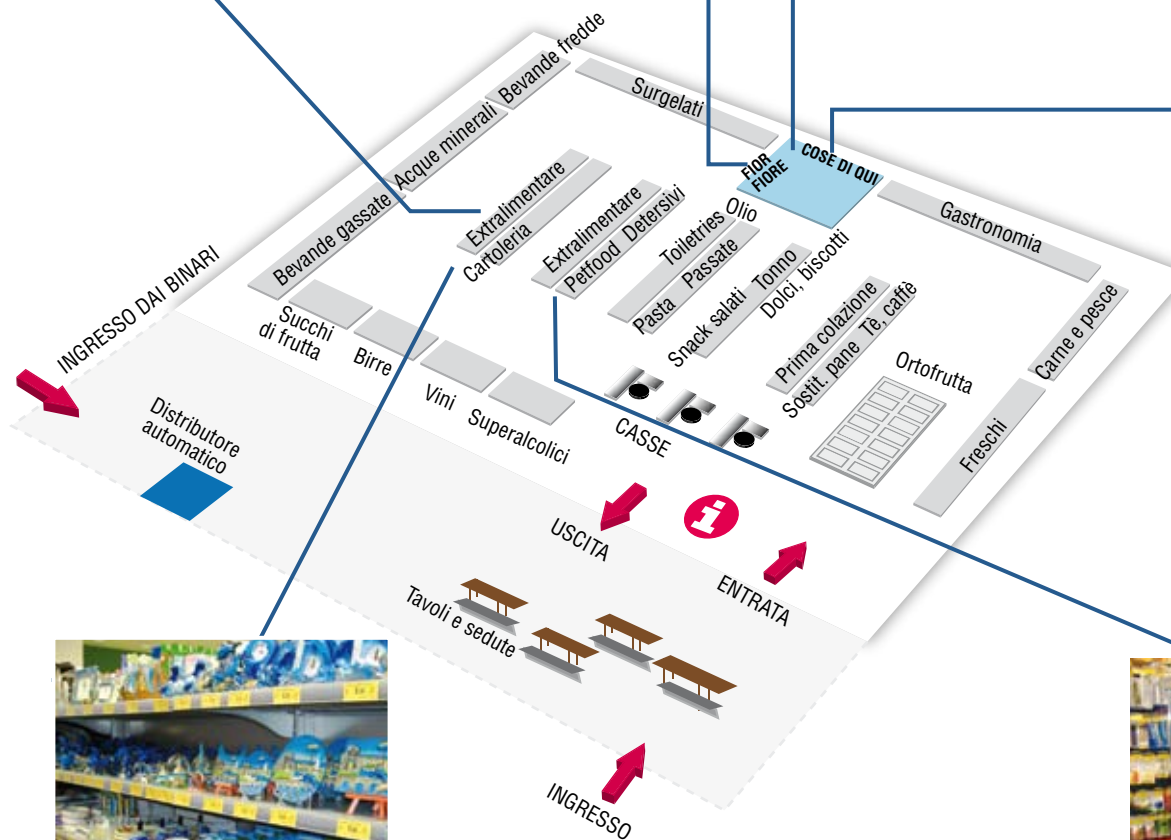 Bevande fredde
Surgelati
Acque minerali
FIOR
FIORE
COSE DI QUI
Bevande gassate
Extralimentare
Cartoleria
Extralimentare
Petfood Detersivi
Toiletries
Olio
Pasta Passate
Snack salati Tonno
Dolci, biscotti
Gastronomia
Prima colazione
Sostit. pane Tè, caffè
Carne e pesce
Ortofrutta
Freschi
INGRESSO DAI BINARI
Succhi
di frutta
Birre
Vini
Superalcolici
CASSE
Distributore
automatico
USCITA
i
ENTRATA
Tavoli e sedute
INGRESSO